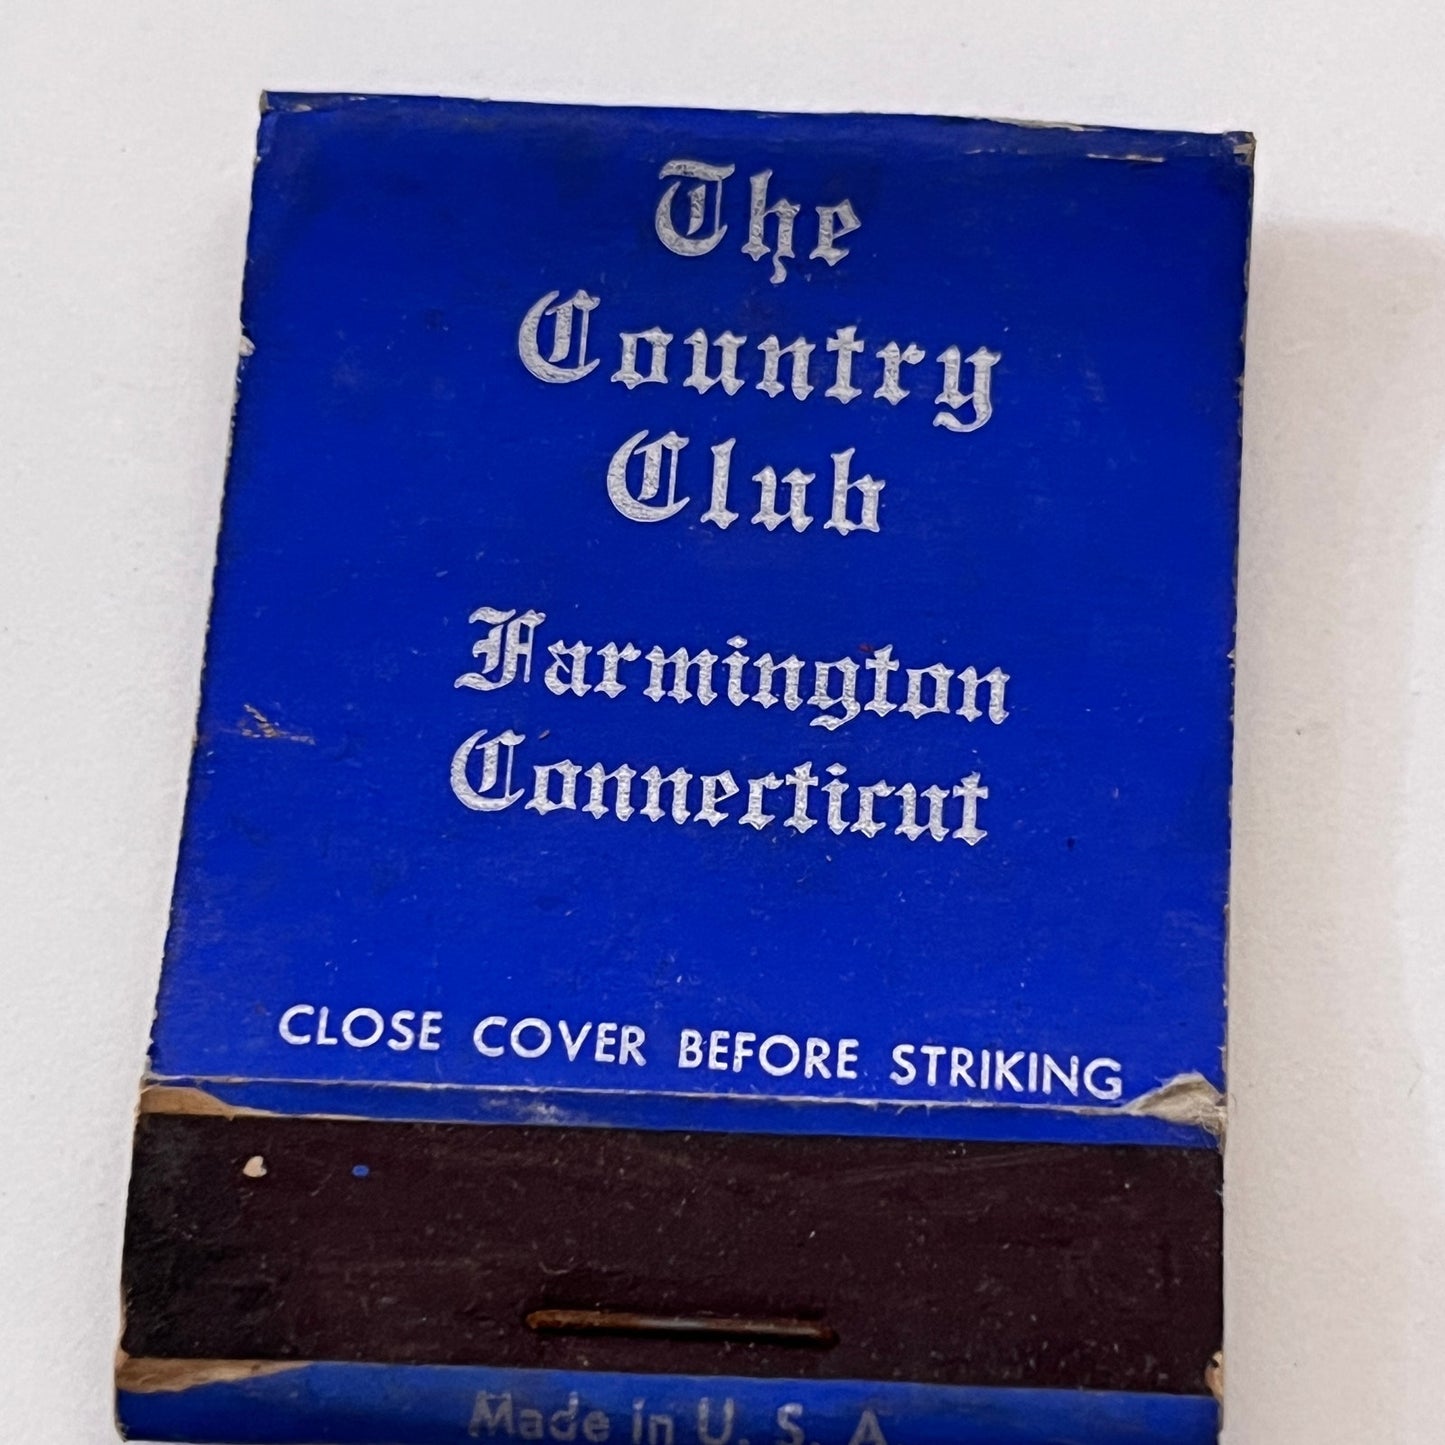 The
Country
Club
Farmington
Connecticut
CLOSE COVER BEFORE STRIKING
Made in U. S. A